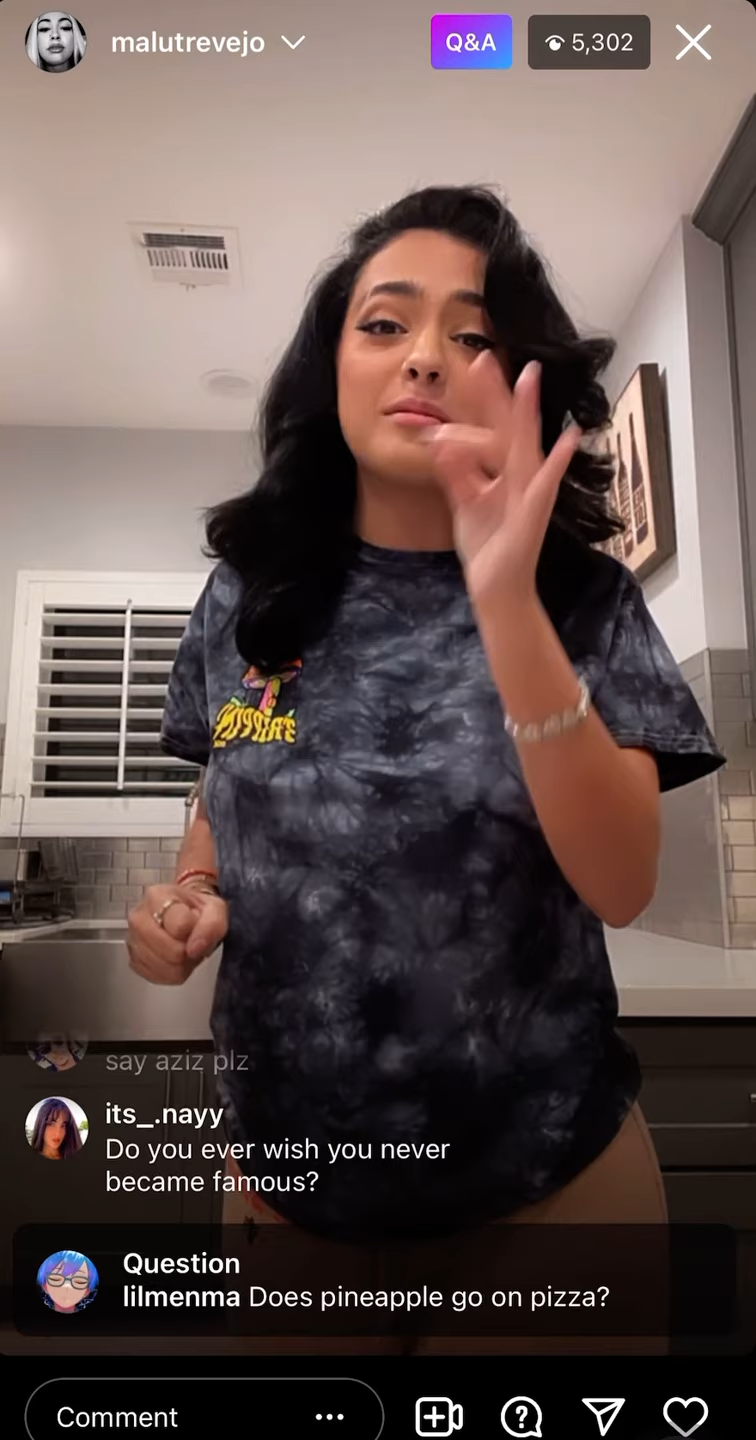 malutrevejo
Q&A
5,302
TRIPPIN
say aziz plz
its_.nayy
Do you ever wish you never
became famous?
Question
lilmenma Does pineapple go on pizza?
Comment